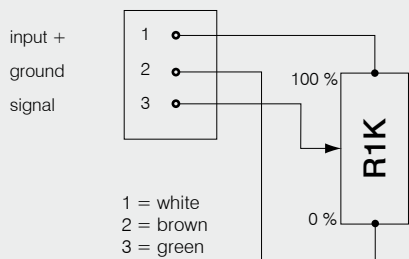 input + 1
ground 2 100 %
signal 3
R1K
0 %
1 = white
2 = brown
3 = green